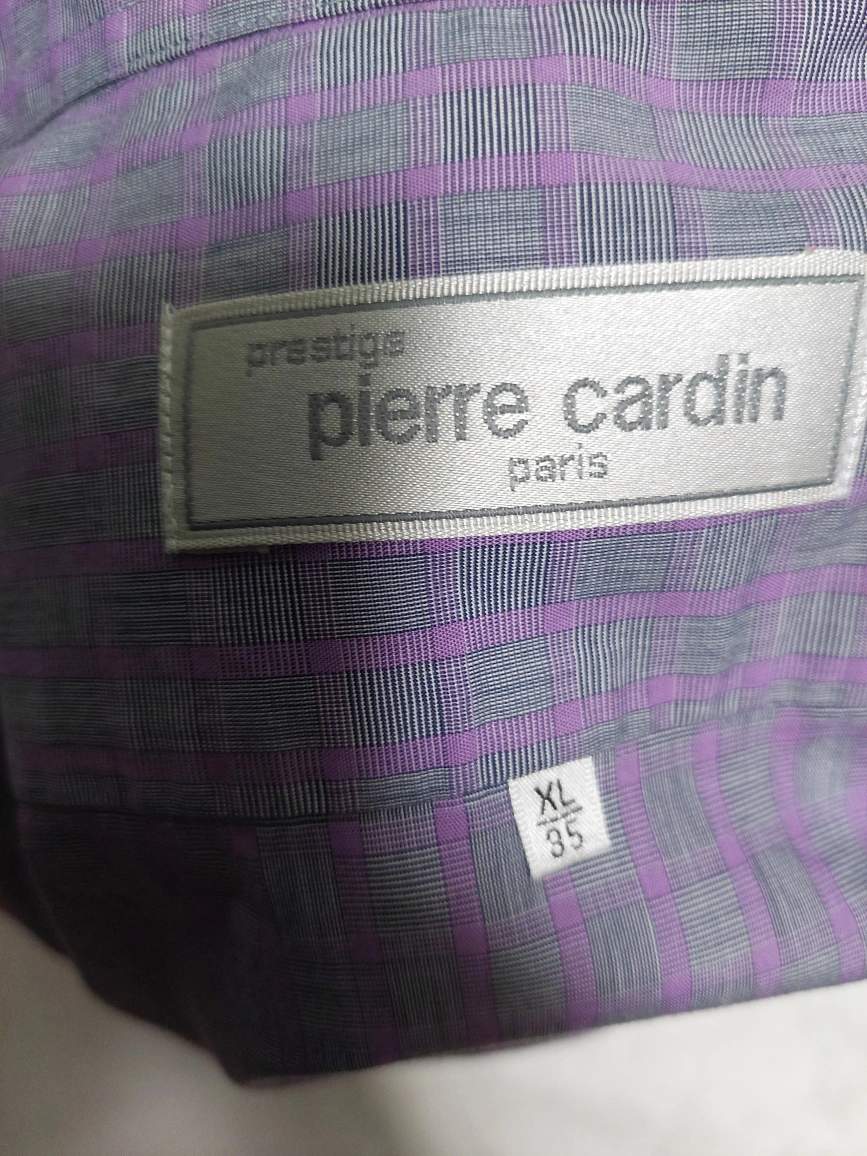 prestige
pierre cardin
paris
XL
35